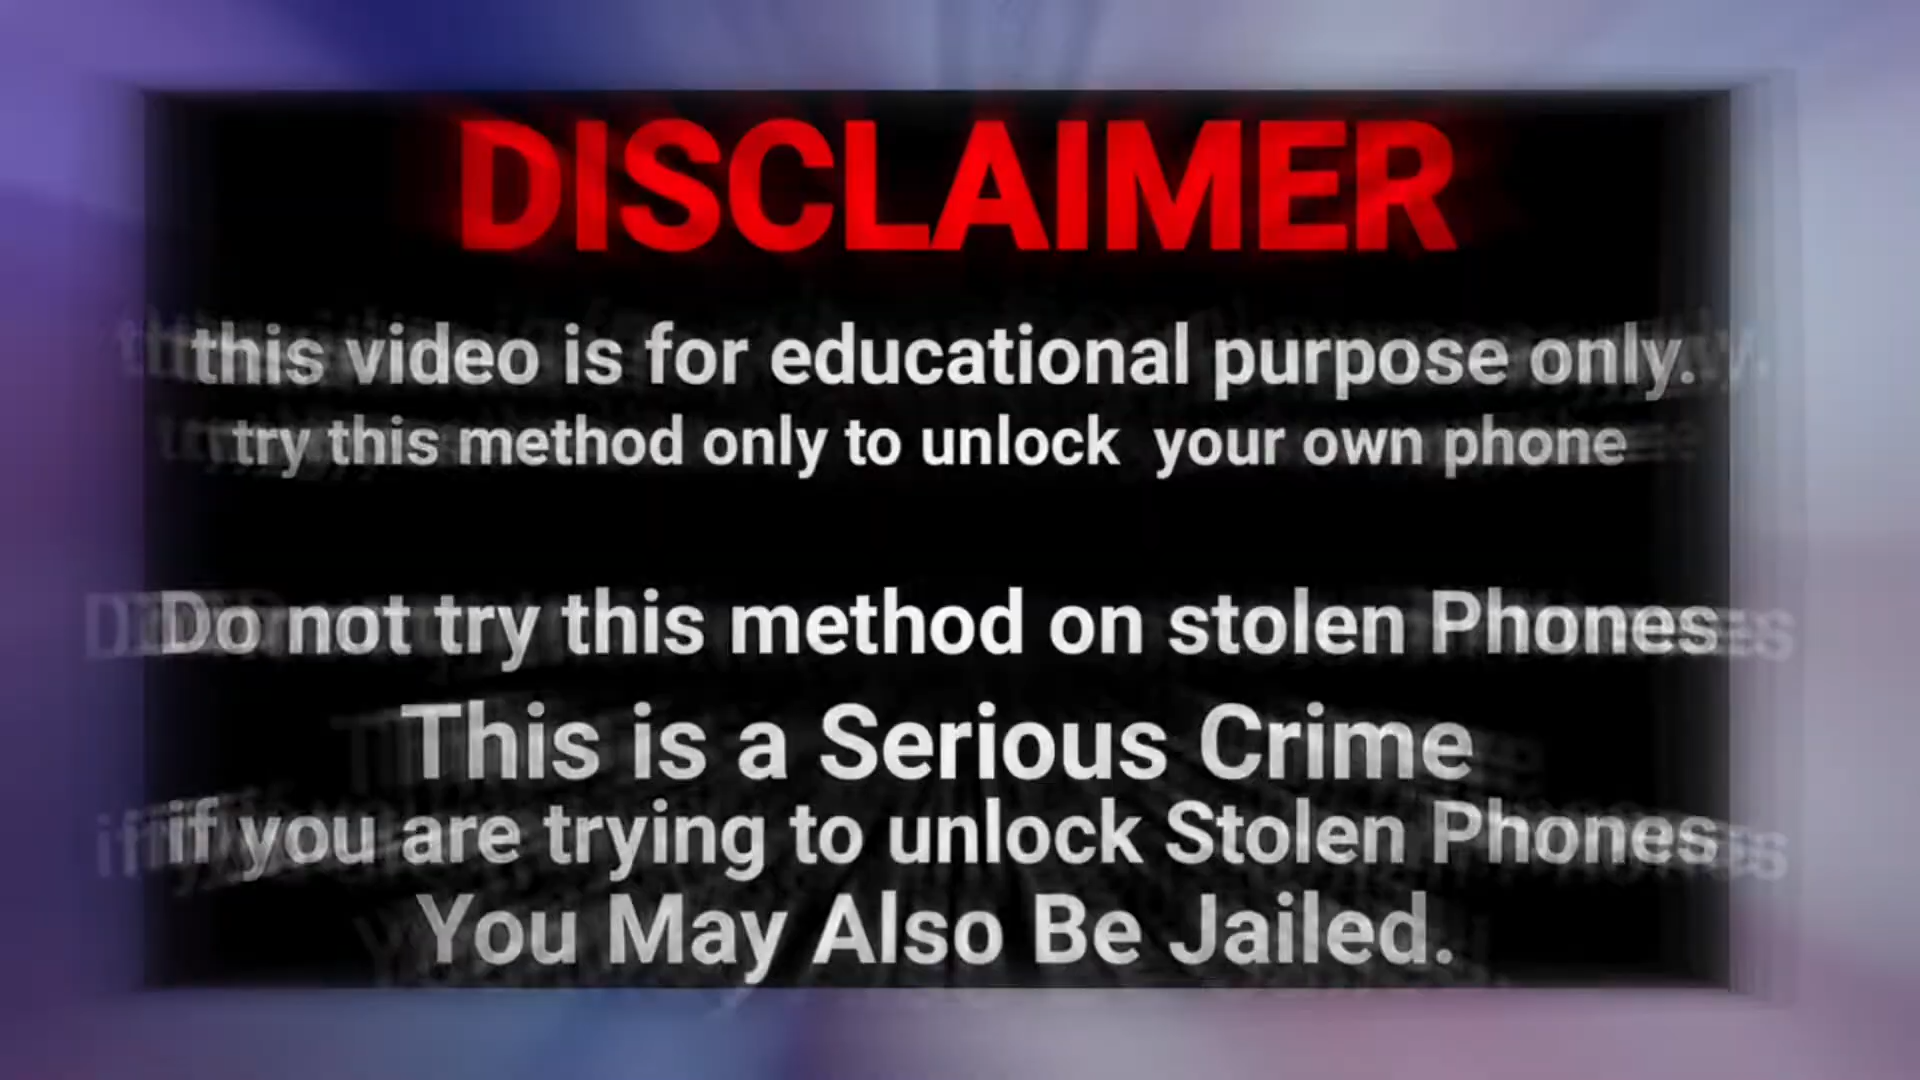 DISCLAIMER
this video is for educational purpose only.
try this method only to unlock your own phone
Do not try this method on stolen Phones
This is a Serious Crime
if you are trying to unlock Stolen Phones
You May Also Be Jailed.